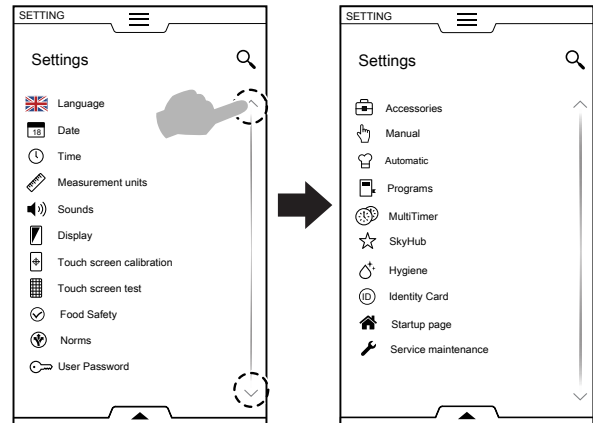 SETTING
Settings
Language
18
Date
Time
Measurement units
Sounds
Display
Touch screen calibration
Touch screen test
Food Safety
Norms
User Password
SETTING
Settings
Accessories
Manual
Automatic
Programs
MultiTimer
SkyHub
Hygiene
ID
Identity Card
Startup page
Service maintenance